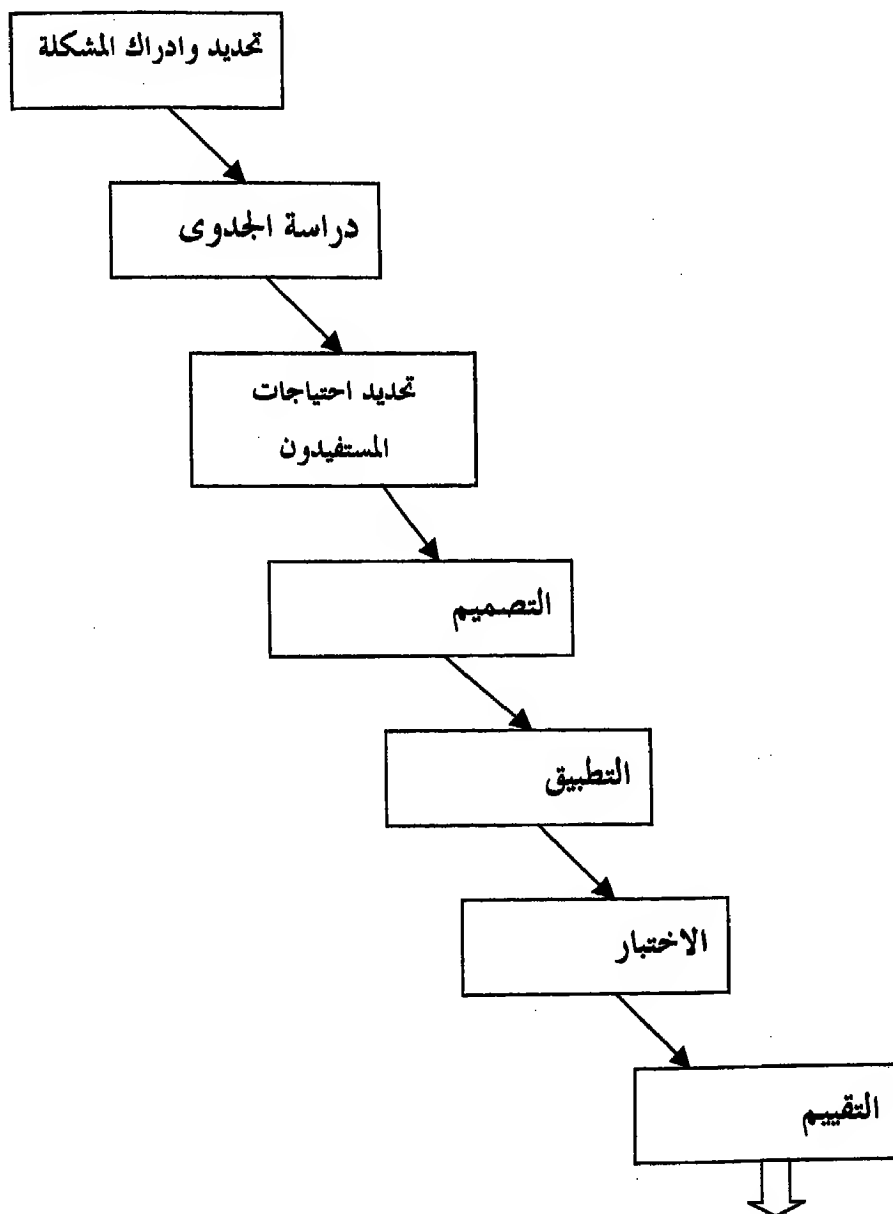 تحديد وادراك المشكلة
دراسة الجدوى
تحديد احتياجات
المستفيدون
التصميم
التطبيق
الاختبار
التقييم